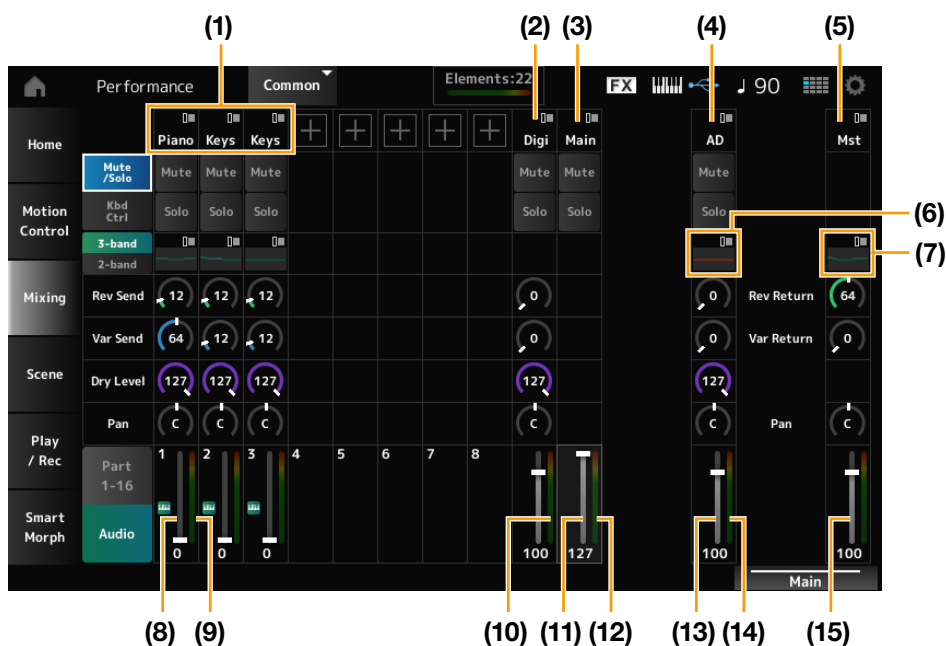 (1) (2) (3) (4) (5)
Performance Common Elements:22 FX 90
Home Piano Keys Keys Digi Main AD Mst
Mute /Solo Mute Mute Mute Mute Mute Mute
Motion Control Kbd Ctrl Solo Solo Solo Solo Solo Solo (6)
3-band
2-band (7)
Mixing Rev Send 12 12 12 0 0 Rev Return 64
Var Send 64 12 12 0 0 Var Return 0
Scene Dry Level 127 127 127 127 127
Pan C C C C C Pan C
Play / Rec Part 1-16 1 2 3 4 5 6 7 8
Smart Morph Audio 0 0 0 100 127 100 100
Main
(8) (9) (10) (11) (12) (13) (14) (15)